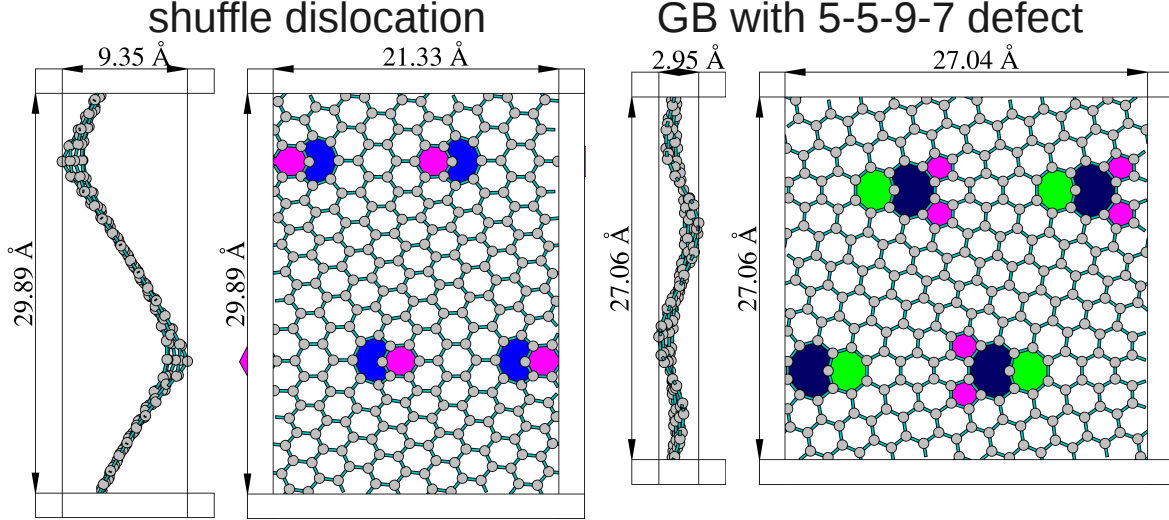 shuffle dislocation
GB with 5-5-9-7 defect
9.35 Å
21.33 Å
2.95 Å
27.04 Å
29.89 Å
29.89 Å
27.06 Å
27.06 Å